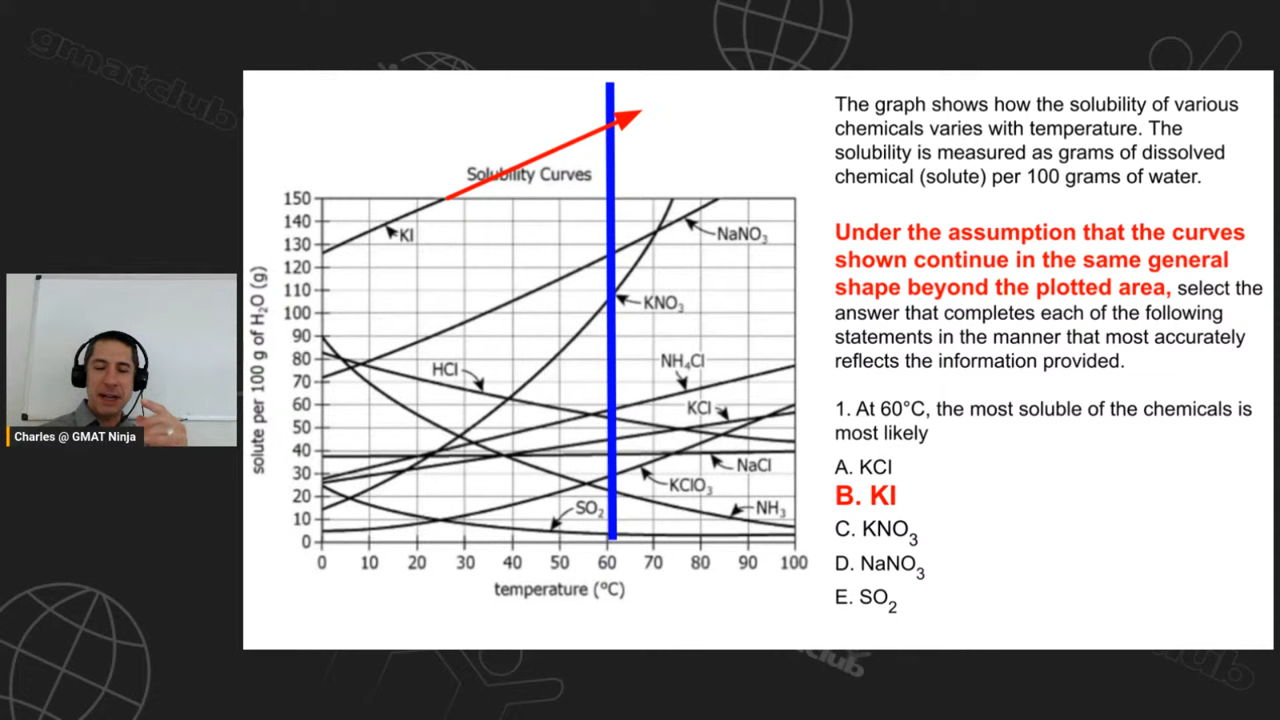 gmatclub
Solubility Curves
150
140
130
120
110
100
90
80
70
60
50
40
30
20
10
0
solute per 100 g of H₂O (g)
KI
NaNO₃
KNO₃
HCl
NH₄Cl
KCl
NaCl
KClO₃
SO₂
NH₃
0 10 20 30 40 50 60 70 80 90 100
temperature (°C)
Charles @ GMAT Ninja
The graph shows how the solubility of various
chemicals varies with temperature. The
solubility is measured as grams of dissolved
chemical (solute) per 100 grams of water.
Under the assumption that the curves
shown continue in the same general
shape beyond the plotted area, select the
answer that completes each of the following
statements in the manner that most accurately
reflects the information provided.
1. At 60°C, the most soluble of the chemicals is
most likely
A. KCl
B. KI
C. KNO₃
D. NaNO₃
E. SO₂
club